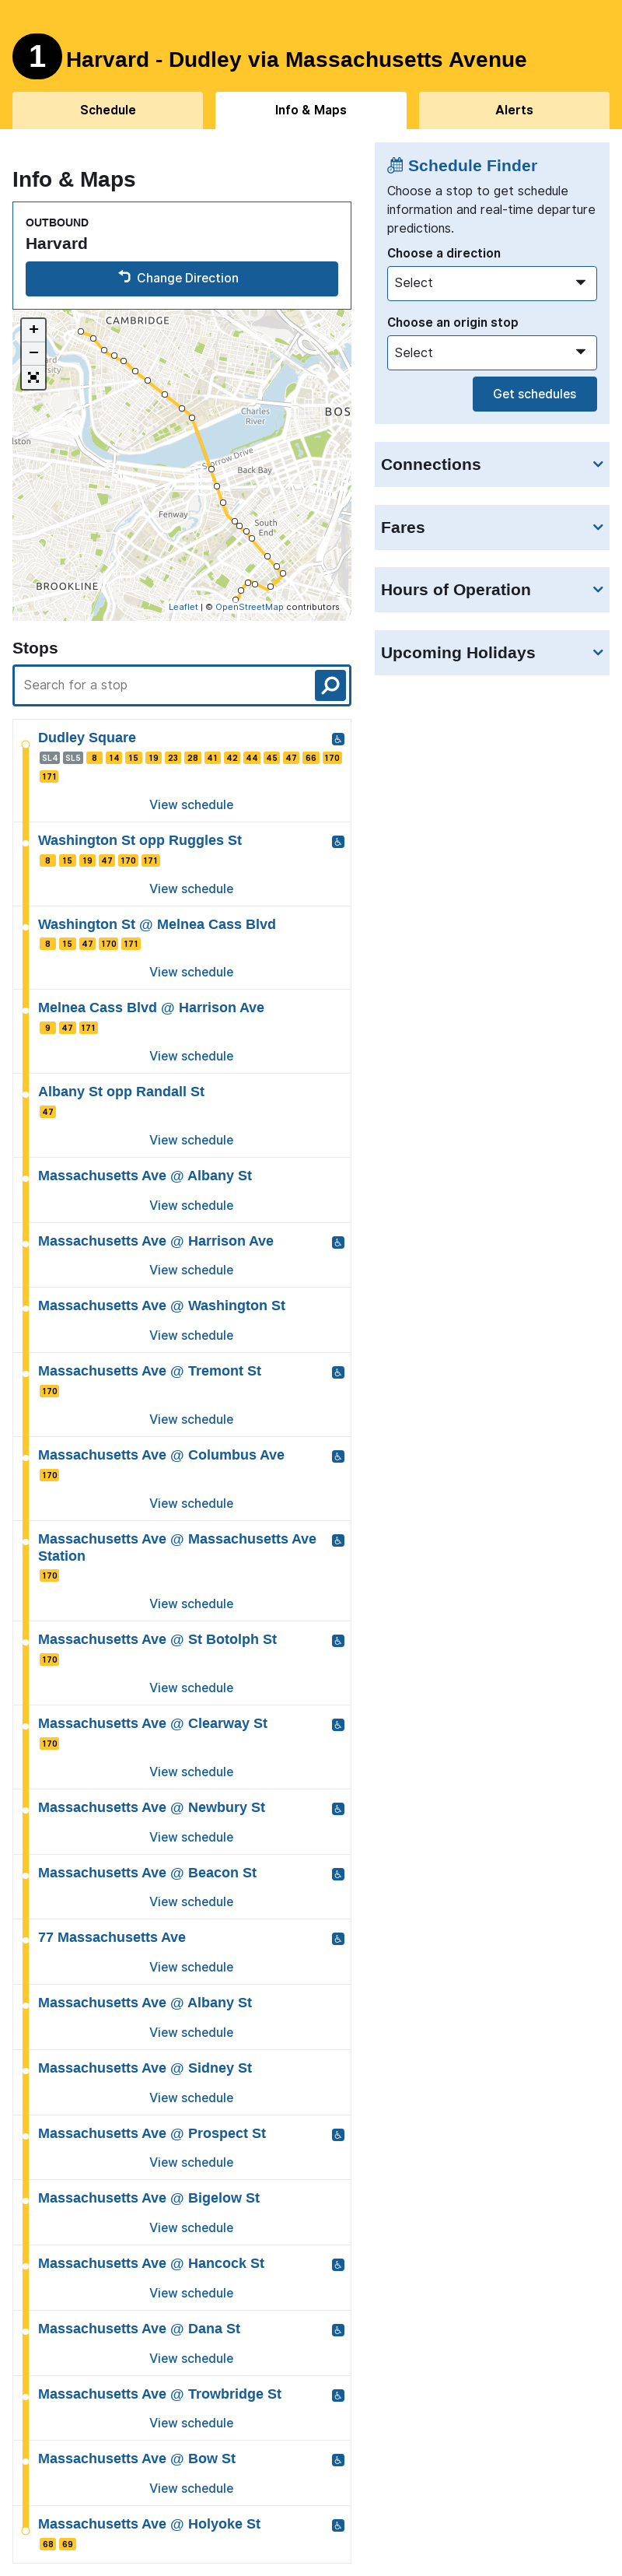 1 Harvard - Dudley via Massachusetts Avenue
Schedule
Info & Maps
Alerts
Info & Maps
OUTBOUND
Harvard
Change Direction
+
−
CAMBRIDGE
Charles
River
Storrow Drive
Back Bay
Fenway
South
End
BROOKLINE
Leaflet | © OpenStreetMap contributors
Stops
Search for a stop
Dudley Square
SL4 SL5 8 14 15 19 23 28 41 42 44 45 47 66 170
171
View schedule
Washington St opp Ruggles St
8 15 19 47 170 171
View schedule
Washington St @ Melnea Cass Blvd
8 15 47 170 171
View schedule
Melnea Cass Blvd @ Harrison Ave
9 47 171
View schedule
Albany St opp Randall St
47
View schedule
Massachusetts Ave @ Albany St
View schedule
Massachusetts Ave @ Harrison Ave
View schedule
Massachusetts Ave @ Washington St
View schedule
Massachusetts Ave @ Tremont St
170
View schedule
Massachusetts Ave @ Columbus Ave
170
View schedule
Massachusetts Ave @ Massachusetts Ave
Station
170
View schedule
Massachusetts Ave @ St Botolph St
170
View schedule
Massachusetts Ave @ Clearway St
170
View schedule
Massachusetts Ave @ Newbury St
View schedule
Massachusetts Ave @ Beacon St
View schedule
77 Massachusetts Ave
View schedule
Massachusetts Ave @ Albany St
View schedule
Massachusetts Ave @ Sidney St
View schedule
Massachusetts Ave @ Prospect St
View schedule
Massachusetts Ave @ Bigelow St
View schedule
Massachusetts Ave @ Hancock St
View schedule
Massachusetts Ave @ Dana St
View schedule
Massachusetts Ave @ Trowbridge St
View schedule
Massachusetts Ave @ Bow St
View schedule
Massachusetts Ave @ Holyoke St
68 69
Schedule Finder
Choose a stop to get schedule
information and real-time departure
predictions.
Choose a direction
Select
Choose an origin stop
Select
Get schedules
Connections
Fares
Hours of Operation
Upcoming Holidays